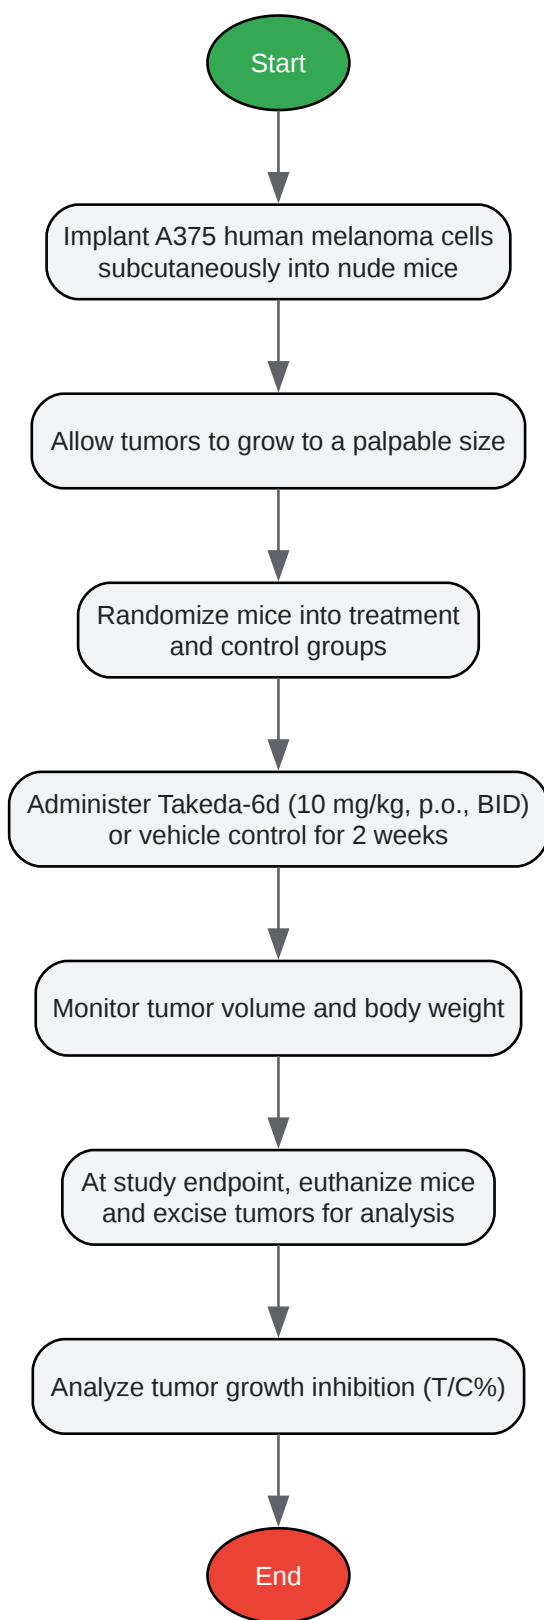 Start
Implant A375 human melanoma cells
subcutaneously into nude mice
Allow tumors to grow to a palpable size
Randomize mice into treatment
and control groups
Administer Takeda-6d (10 mg/kg, p.o., BID)
or vehicle control for 2 weeks
Monitor tumor volume and body weight
At study endpoint, euthanize mice
and excise tumors for analysis
Analyze tumor growth inhibition (T/C%)
End